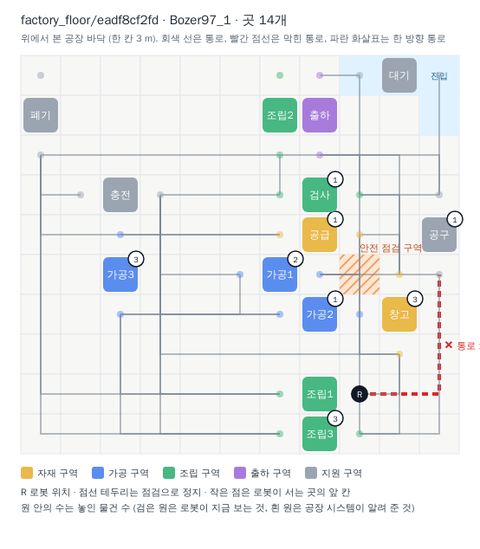 factory_floor/eadf8cf2fd · Bozer97_1 · 곳 14개
위에서 본 공장 바닥 (한 칸 3 m). 회색 선은 통로, 빨간 점선은 막힌 통로, 파란 화살표는 한 방향 통로
대기
폐기
조립2
출하
충전
검사
1
공급
1
공구
1
안전 점검 구역
가공3
3
가공1
2
가공2
1
창고
3
✖ 통로
조립1
R
조립3
3
자재 구역
가공 구역
조립 구역
출하 구역
지원 구역
R 로봇 위치 · 점선 테두리는 점검으로 정지 · 작은 점은 로봇이 서는 곳의 앞 칸
원 안의 수는 놓인 물건 수 (검은 원은 로봇이 지금 보는 것, 흰 원은 공장 시스템이 알려 준 것)